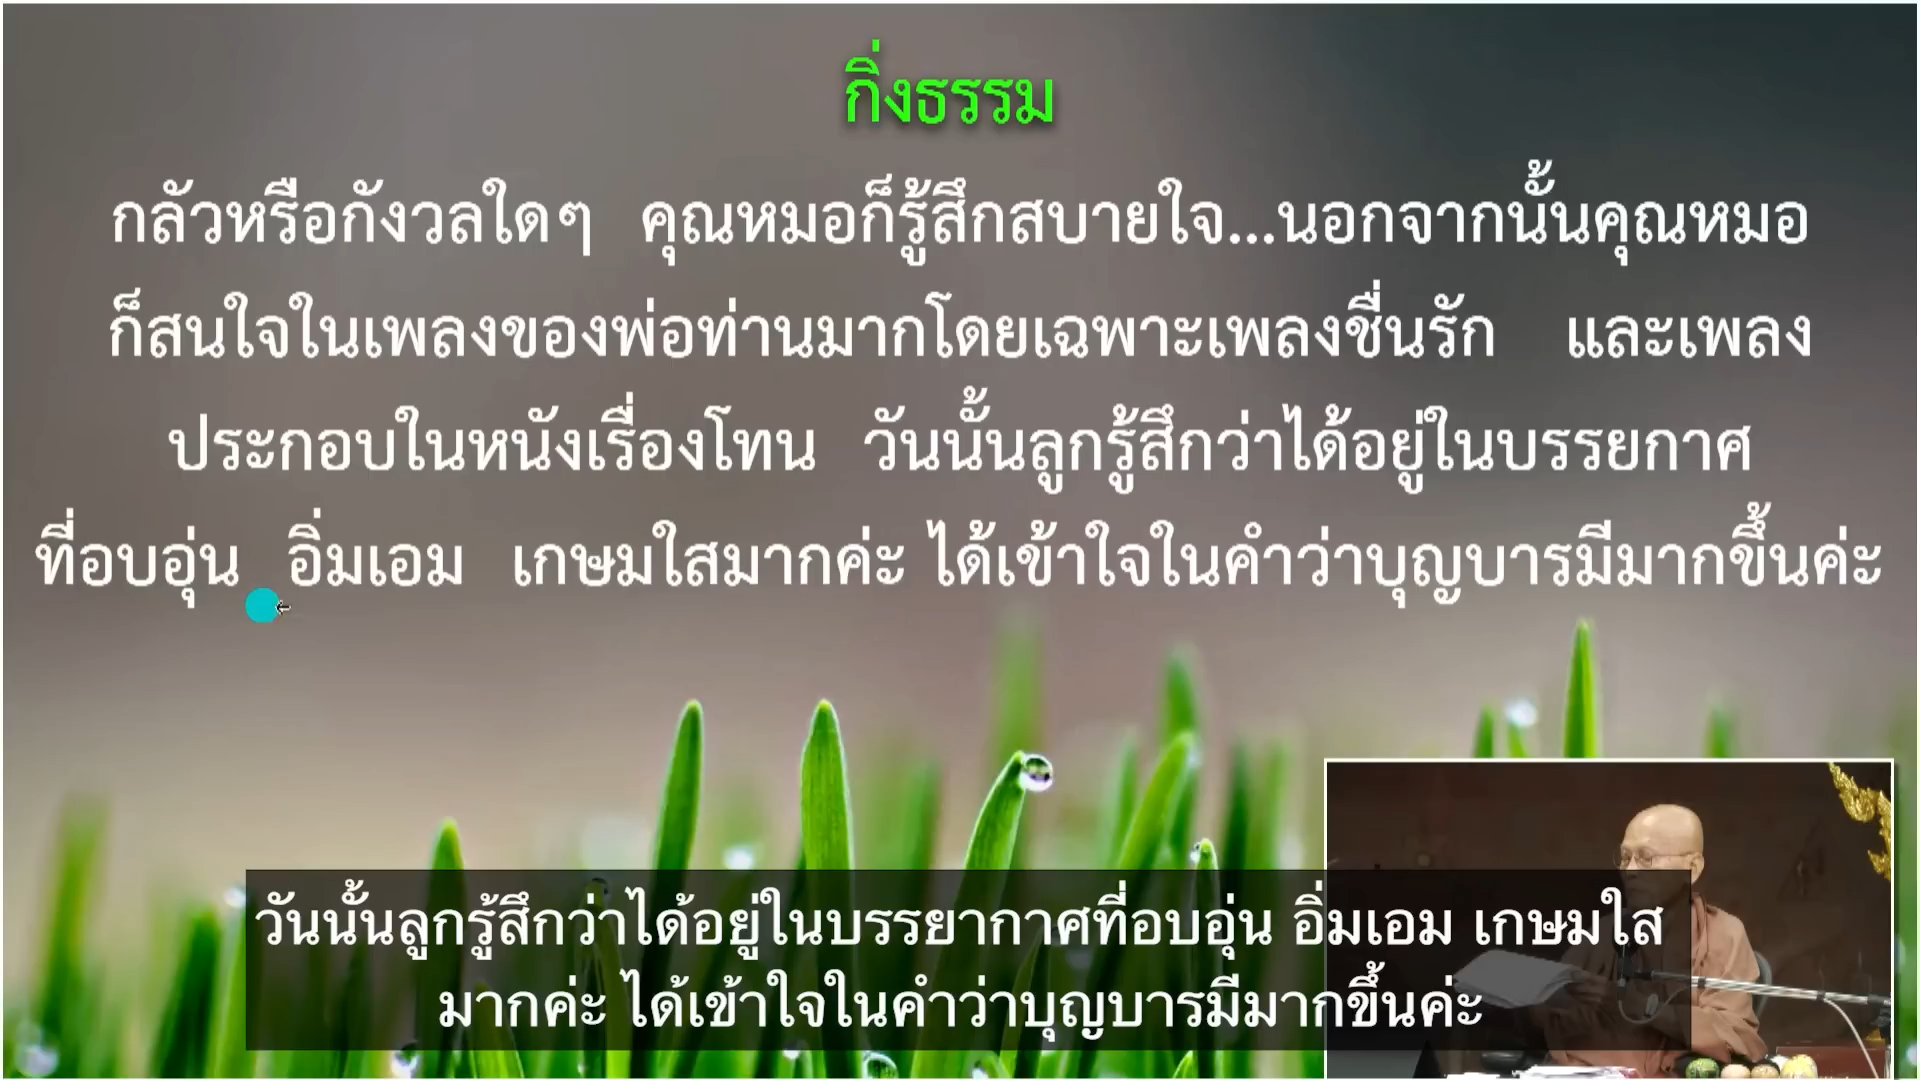 กิ่งธรรม
กลัวหรือกังวลใดๆ คุณหมอก็รู้สึกสบายใจ...นอกจากนั้นคุณหมอ
ก็สนใจในเพลงของพ่อท่านมากโดยเฉพาะเพลงชื่นรัก และเพลง
ประกอบในหนังเรื่องโทน วันนั้นลูกรู้สึกว่าได้อยู่ในบรรยกาศ
ที่อบอุ่น อิ่มเอม เกษมใสมากค่ะ ได้เข้าใจในคำว่าบุญบารมีมากขึ้นค่ะ
วันนั้นลูกรู้สึกว่าได้อยู่ในบรรยากาศที่อบอุ่น อิ่มเอม เกษมใส
มากค่ะ ได้เข้าใจในคำว่าบุญบารมีมากขึ้นค่ะ